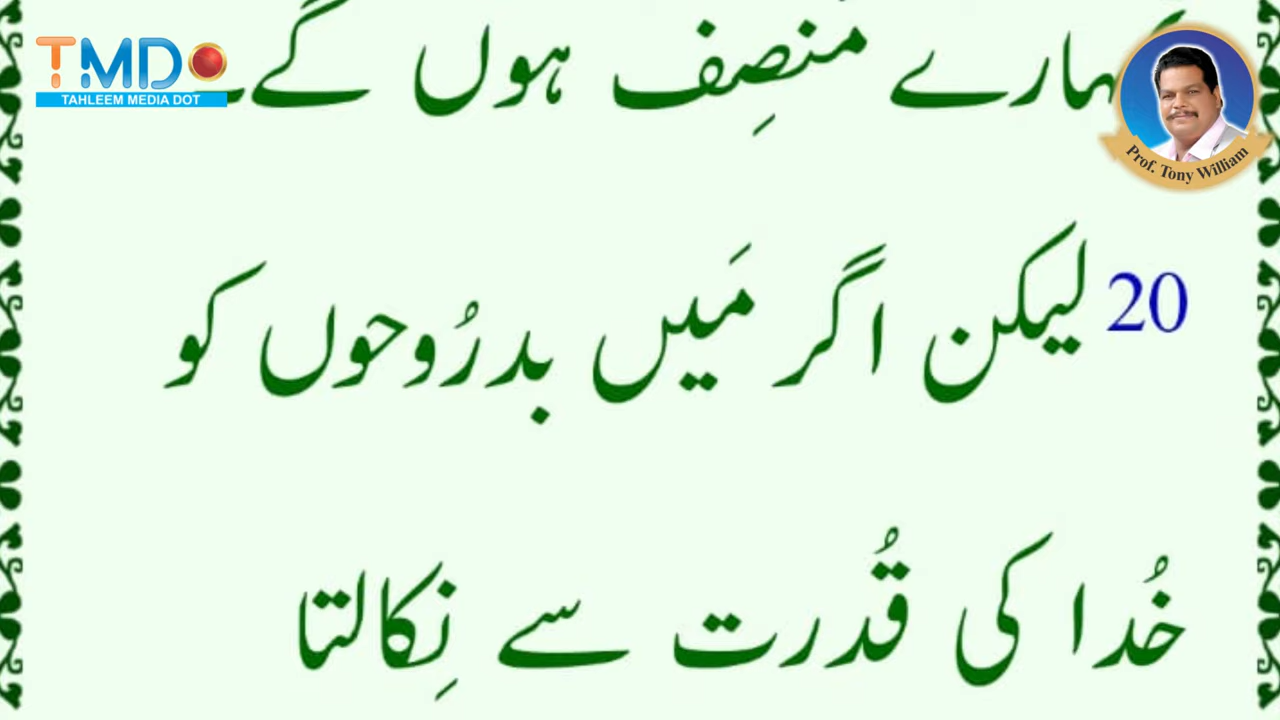 TMD
TAHLEEM MEDIA DOT
Prof. Tony William
مُنصِف ہوں گے
20 لیکن اگر مَیں بدرُوحوں کو
خُدا کی قُدرت سے نِکالتا